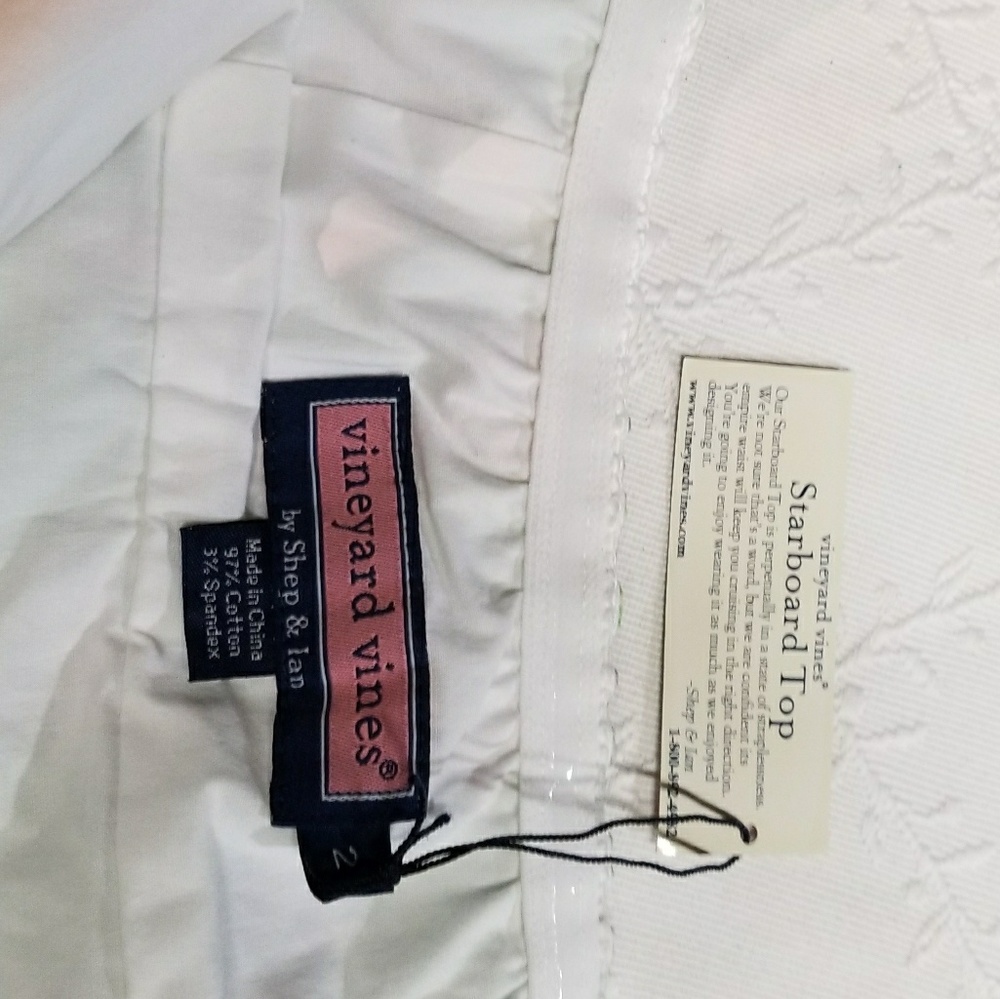 vineyard vines®
by Shep & Ian
Made in China
97% Cotton
3% Spandex
2
vineyard vines®
Starboard Top
Our Starboard Top is perpetually in a state of straplessness.
We're not sure that's a word, but we are confident its
empire waist will keep you cruising in the right direction.
You're going to enjoy wearing it as much as we enjoyed
designing it.
-Shep & Ian
www.vineyardvines.com